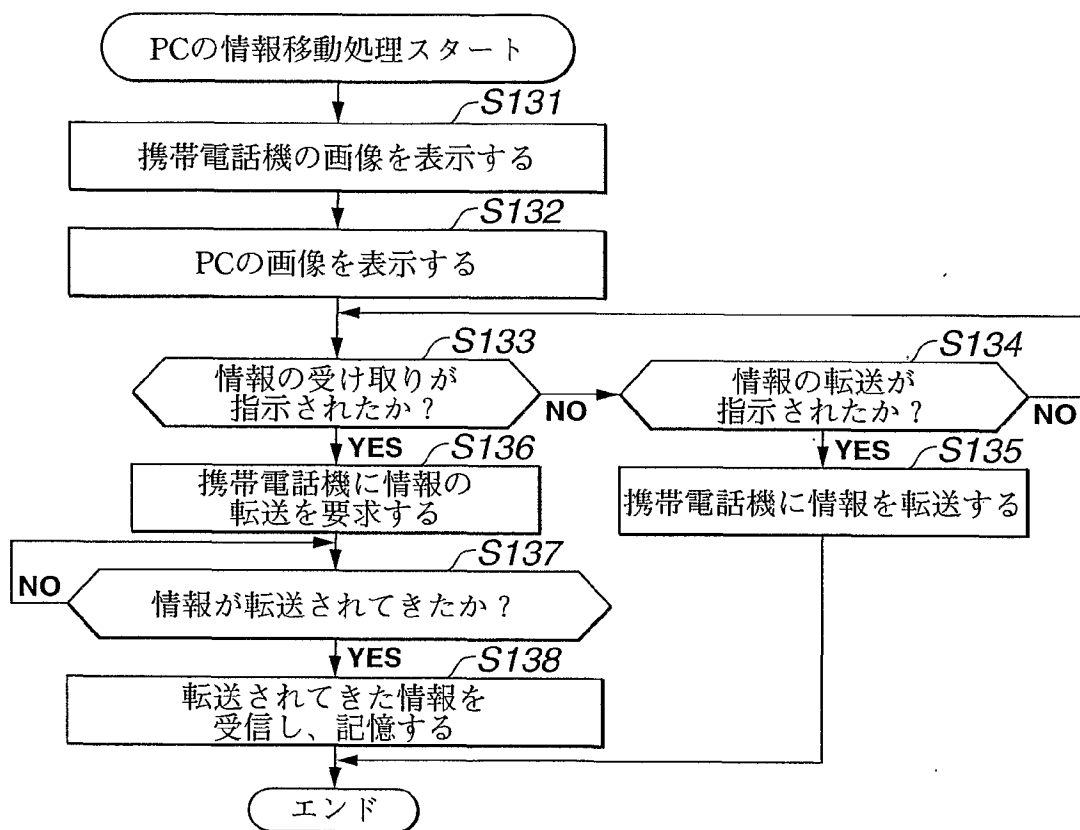 PCの情報移動処理スタート
S131
携帯電話機の画像を表示する
S132
PCの画像を表示する
S133
情報の受け取りが
指示されたか？
NO
S134
情報の転送が
指示されたか？
NO
YES
S136
携帯電話機に情報の
転送を要求する
YES
S135
携帯電話機に情報を転送する
S137
NO
情報が転送されてきたか？
YES
S138
転送されてきた情報を
受信し、記憶する
エンド